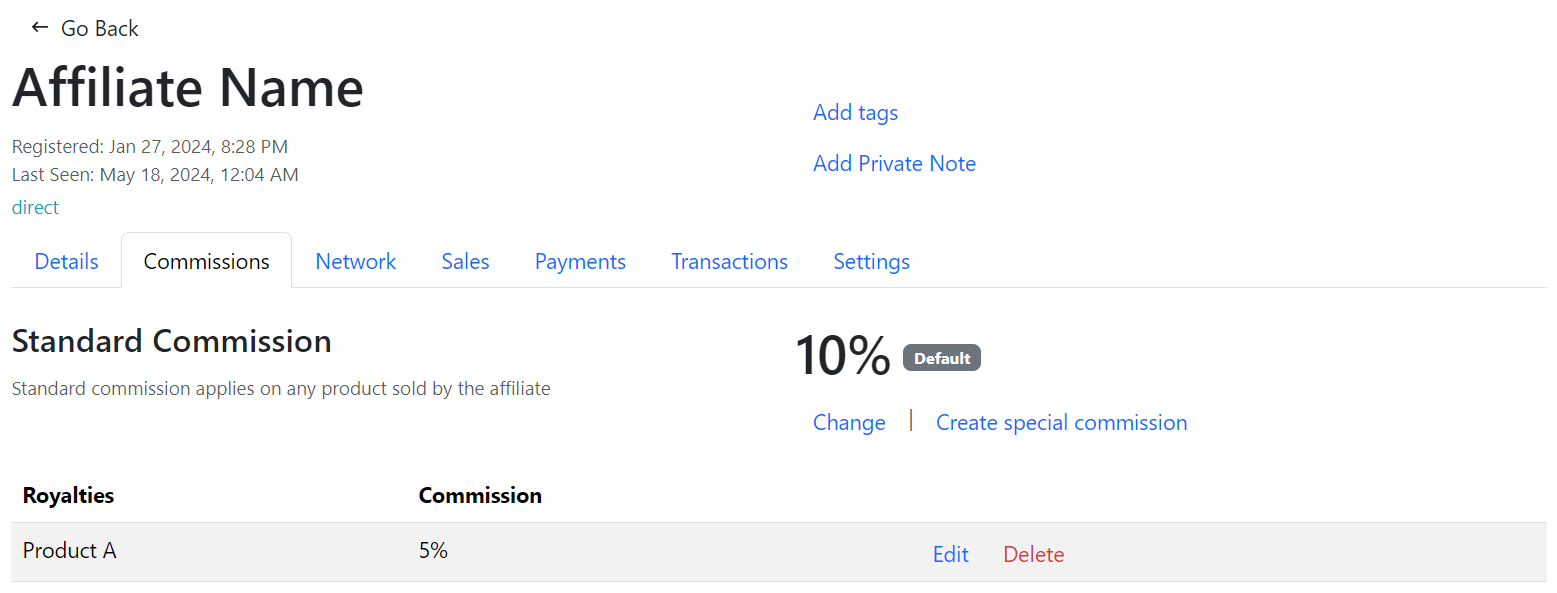 ← Go Back
Affiliate Name
Registered: Jan 27, 2024, 8:28 PM
Last Seen: May 18, 2024, 12:04 AM
direct
Add tags
Add Private Note
Details Commissions Network Sales Payments Transactions Settings
Standard Commission
Standard commission applies on any product sold by the affiliate
10% Default
Change | Create special commission
Royalties Commission
Product A 5% Edit Delete